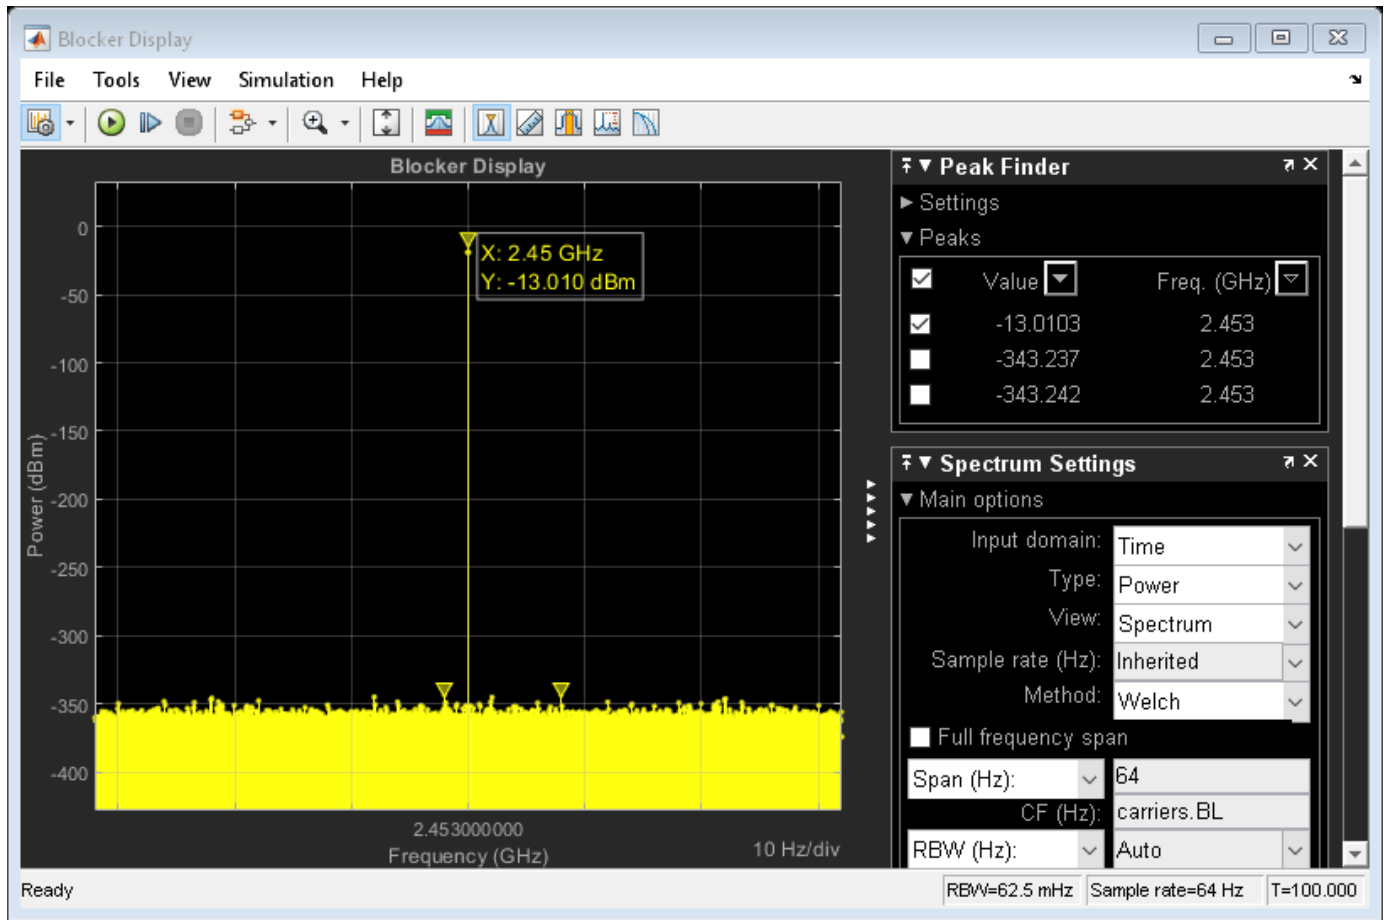 Blocker Display
File Tools View Simulation Help
Blocker Display
0
-50
-100
-150
-200
-250
-300
-350
-400
Power (dBm)
X: 2.45 GHz
Y: -13.010 dBm
2.453000000
Frequency (GHz)
10 Hz/div
Peak Finder
Settings
Peaks
Value Freq. (GHz)
-13.0103 2.453
-343.237 2.453
-343.242 2.453
Spectrum Settings
Main options
Input domain: Time
Type: Power
View: Spectrum
Sample rate (Hz): Inherited
Method: Welch
Full frequency span
Span (Hz): 64
CF (Hz): carriers.BL
RBW (Hz): Auto
Ready
RBW=62.5 mHz Sample rate=64 Hz T=100.000